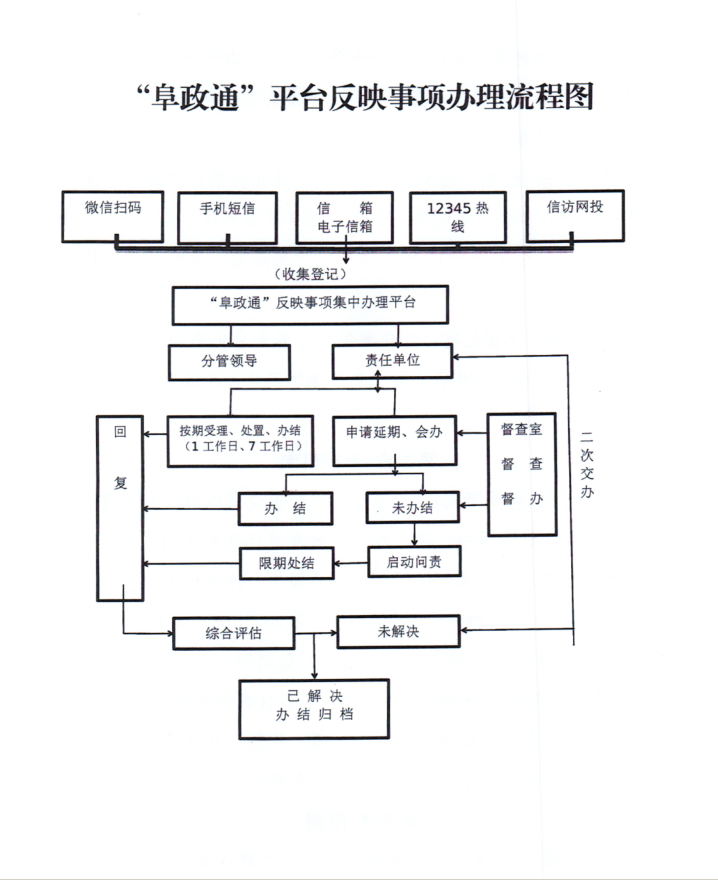 “阜政通”平台反映事项办理流程图
微信扫码
手机短信
信 箱
电子信箱
12345 热
线
信访网投
（收集登记）
“阜政通”反映事项集中办理平台
分管领导
责任单位
回
复
按期受理、处置、办结
（1 工作日、7 工作日）
申请延期、会办
督查室
督 查
督 办
二
次
交
办
办 结
未办结
限期处结
启动问责
综合评估
未解决
已 解 决
办 结 归 档